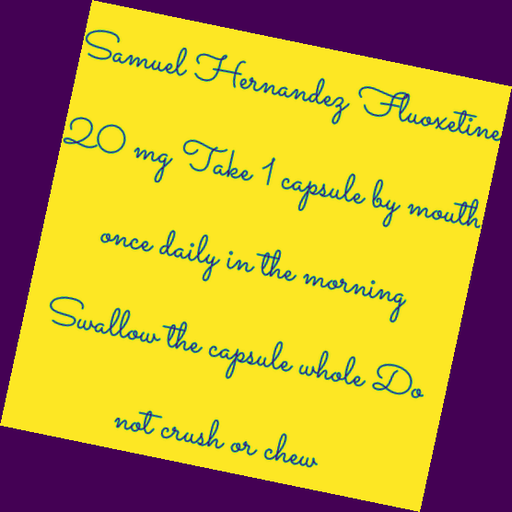 Samuel Hernandez Fluoxetine
20 mg Take 1 capsule by mouth
once daily in the morning
Swallow the capsule whole Do
not crush or chew